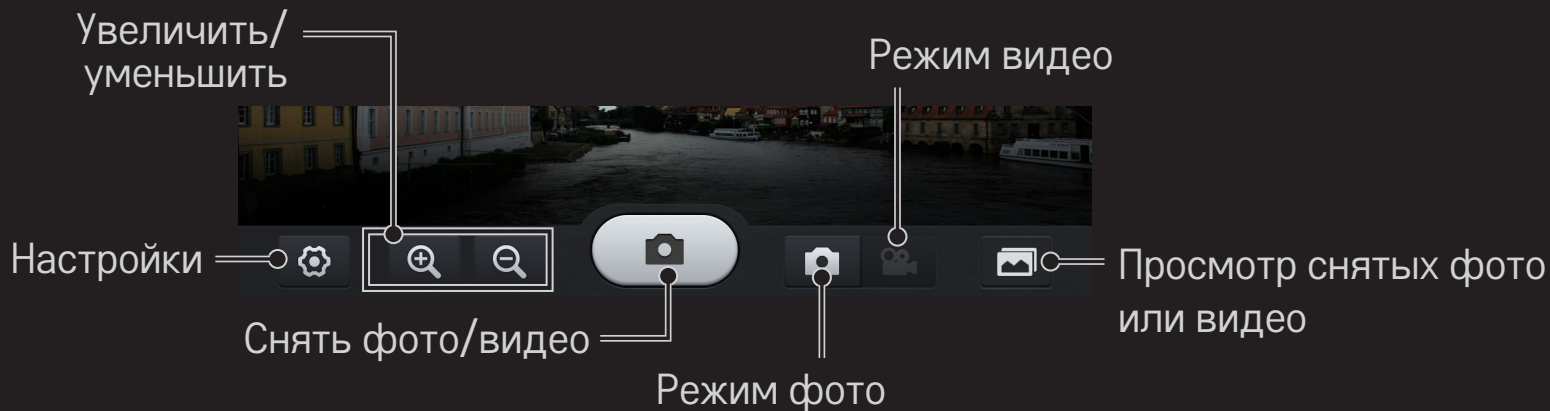 Увеличить/
уменьшить
Режим видео
Настройки
Просмотр снятых фото
или видео
Снять фото/видео
Режим фото